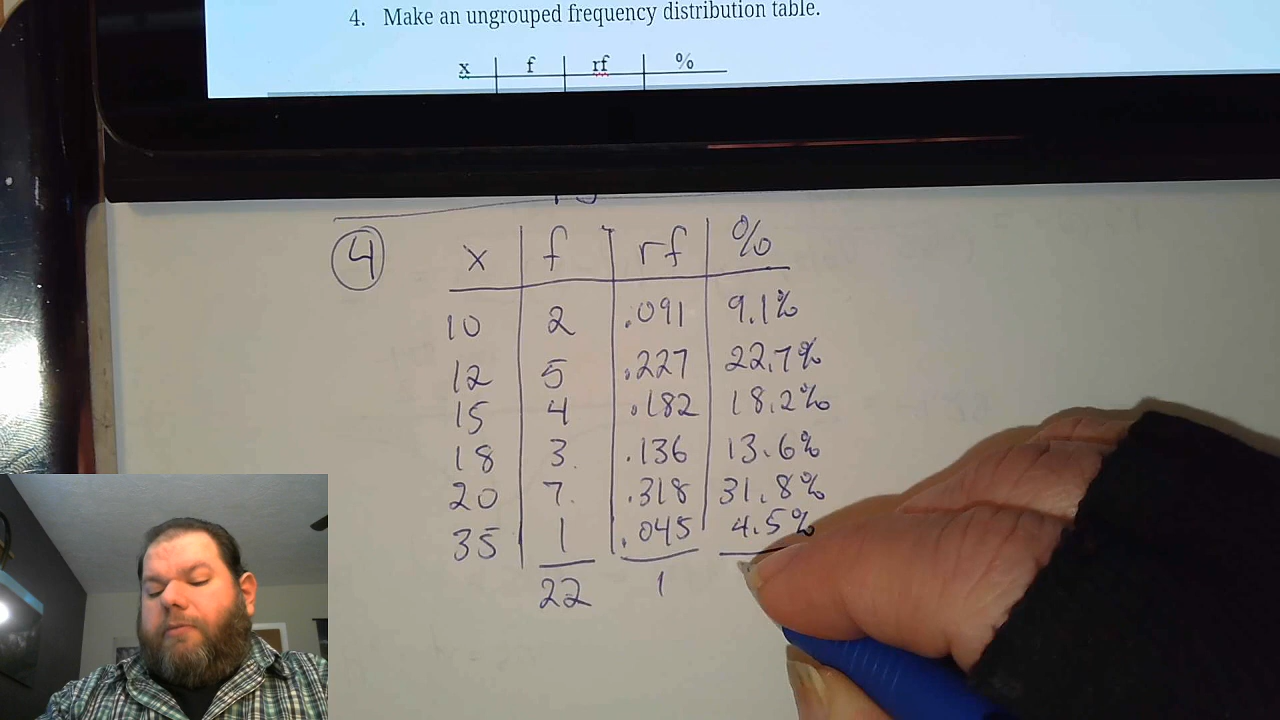 4. Make an ungrouped frequency distribution table.
x f rf %
4 x f rf %
10 2 .091 9.1%
12 5 .227 22.7%
15 4 .182 18.2%
18 3 .136 13.6%
20 7 .318 31.8%
35 1 .045 4.5%
22 1